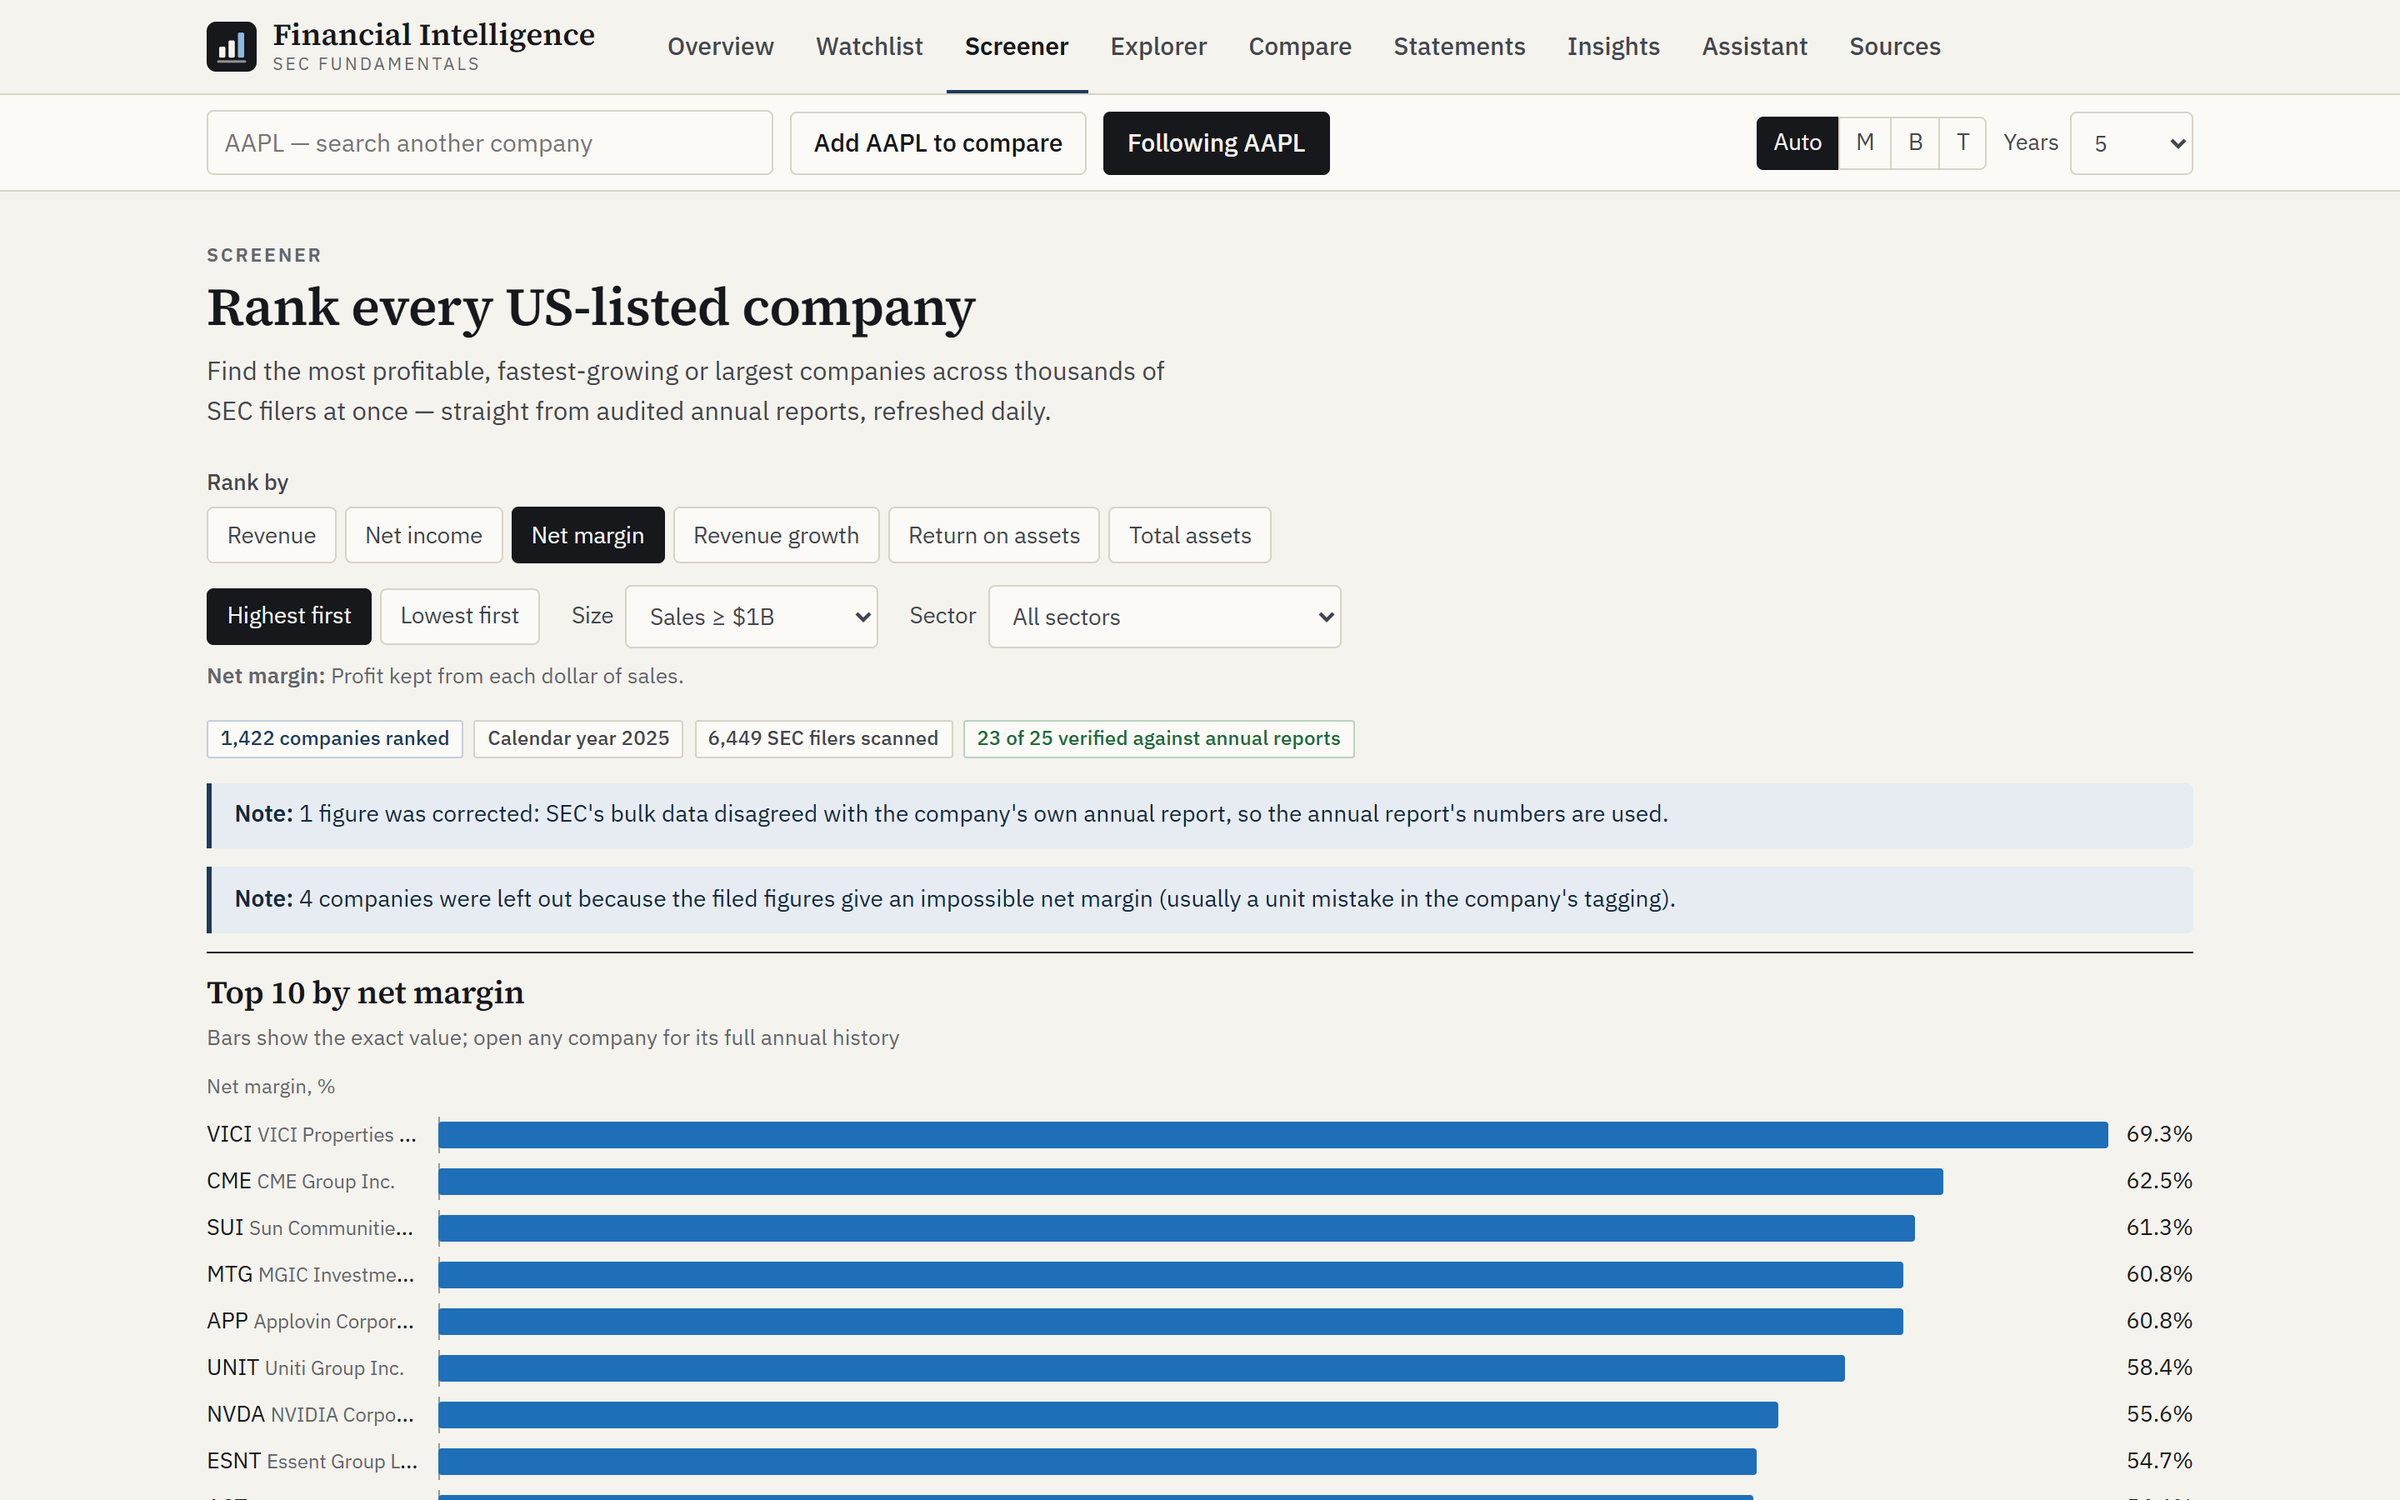 Financial Intelligence
SEC FUNDAMENTALS
Overview Watchlist Screener Explorer Compare Statements Insights Assistant Sources
AAPL — search another company Add AAPL to compare Following AAPL Auto M B T Years 5
SCREENER
Rank every US-listed company
Find the most profitable, fastest-growing or largest companies across thousands of
SEC filers at once — straight from audited annual reports, refreshed daily.
Rank by
Revenue Net income Net margin Revenue growth Return on assets Total assets
Highest first Lowest first Size Sales ≥ $1B Sector All sectors
Net margin: Profit kept from each dollar of sales.
1,422 companies ranked Calendar year 2025 6,449 SEC filers scanned 23 of 25 verified against annual reports
Note: 1 figure was corrected: SEC's bulk data disagreed with the company's own annual report, so the annual report's numbers are used.
Note: 4 companies were left out because the filed figures give an impossible net margin (usually a unit mistake in the company's tagging).
Top 10 by net margin
Bars show the exact value; open any company for its full annual history
Net margin, %
VICI VICI Properties ... 69.3%
CME CME Group Inc. 62.5%
SUI Sun Communitie... 61.3%
MTG MGIC Investme... 60.8%
APP Applovin Corpor... 60.8%
UNIT Uniti Group Inc. 58.4%
NVDA NVIDIA Corpo... 55.6%
ESNT Essent Group L... 54.7%